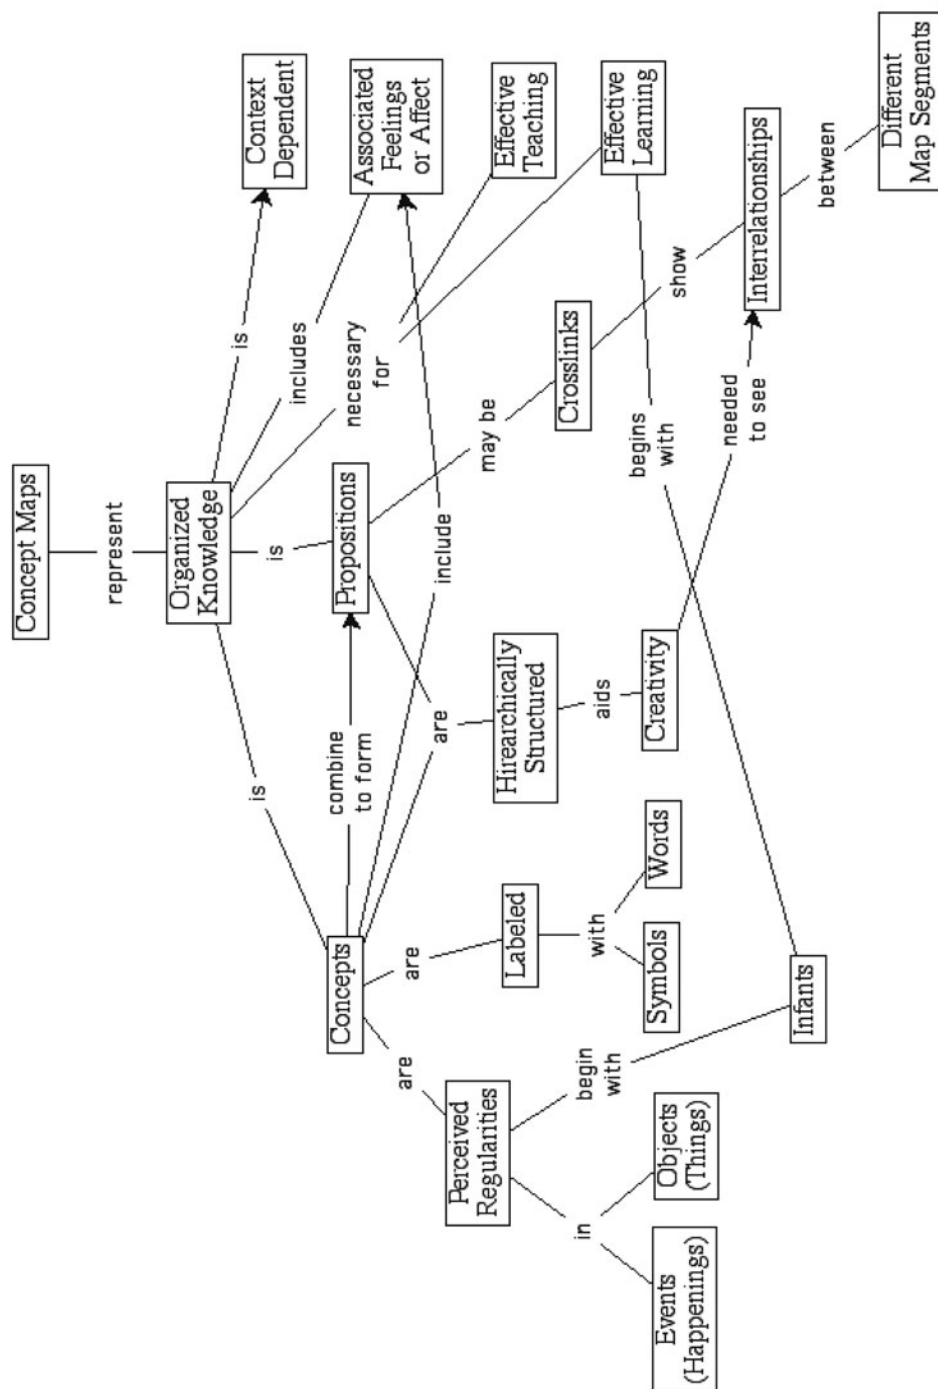 Concept Maps
represent
Organized
Knowledge
is
Context
Dependent
includes
Associated
Feelings
or Affect
necessary
for
Effective
Teaching
Effective
Learning
is
Concepts
is
Propositions
combine
to form
include
may be
Crosslinks
show
Interrelationships
between
Different
Map Segments
are
Hirearchically
Structured
aids
Creativity
needed
to see
begins
with
are
Labeled
with
Symbols
Words
are
Perceived
Regularities
begin
with
Infants
in
Events
(Happenings)
Objects
(Things)